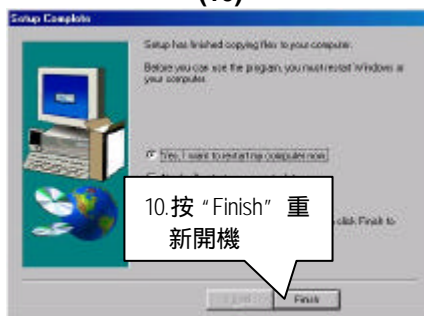 Setup Complete
Setup has finished copying files to your computer.
Before you can use the program, you must restart Windows or
your computer.
Yes, I want to restart my computer now.
10.按 “Finish” 重
新開機
click Finish to
Finish